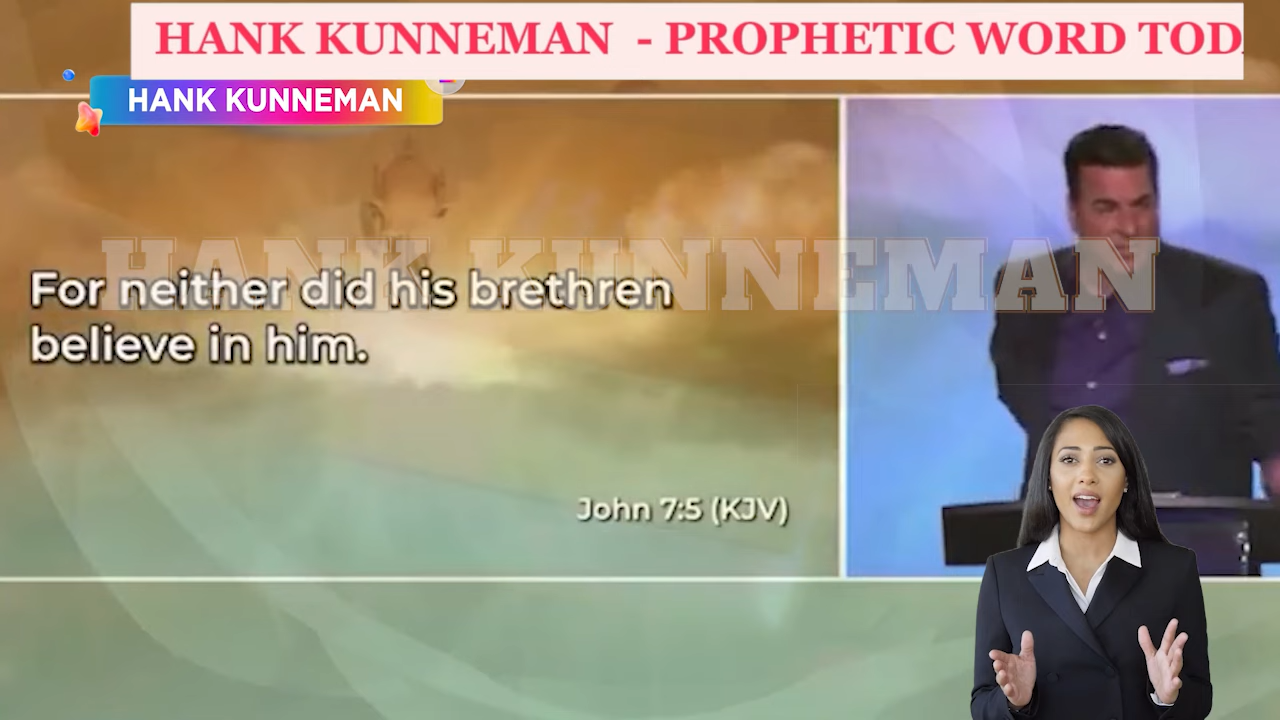 HANK KUNNEMAN - PROPHETIC WORD TOD
HANK KUNNEMAN
HANK KUNNEMAN
For neither did his brethren
believe in him.
John 7:5 (KJV)